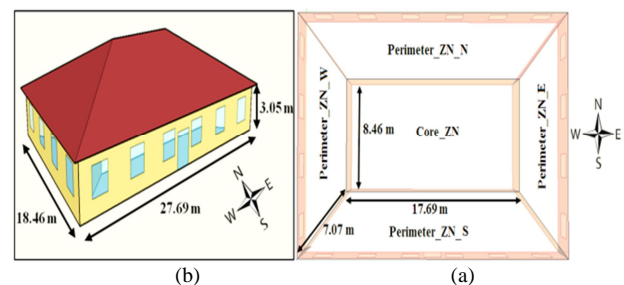 3.05 m
18.46 m
27.69 m
N
E
W
S
(b)
Perimeter_ZN_N
Perimeter_ZN_W
Perimeter_ZN_E
8.46 m
Core_ZN
17.69 m
7.07 m
Perimeter_ZN_S
N
W E
S
(a)